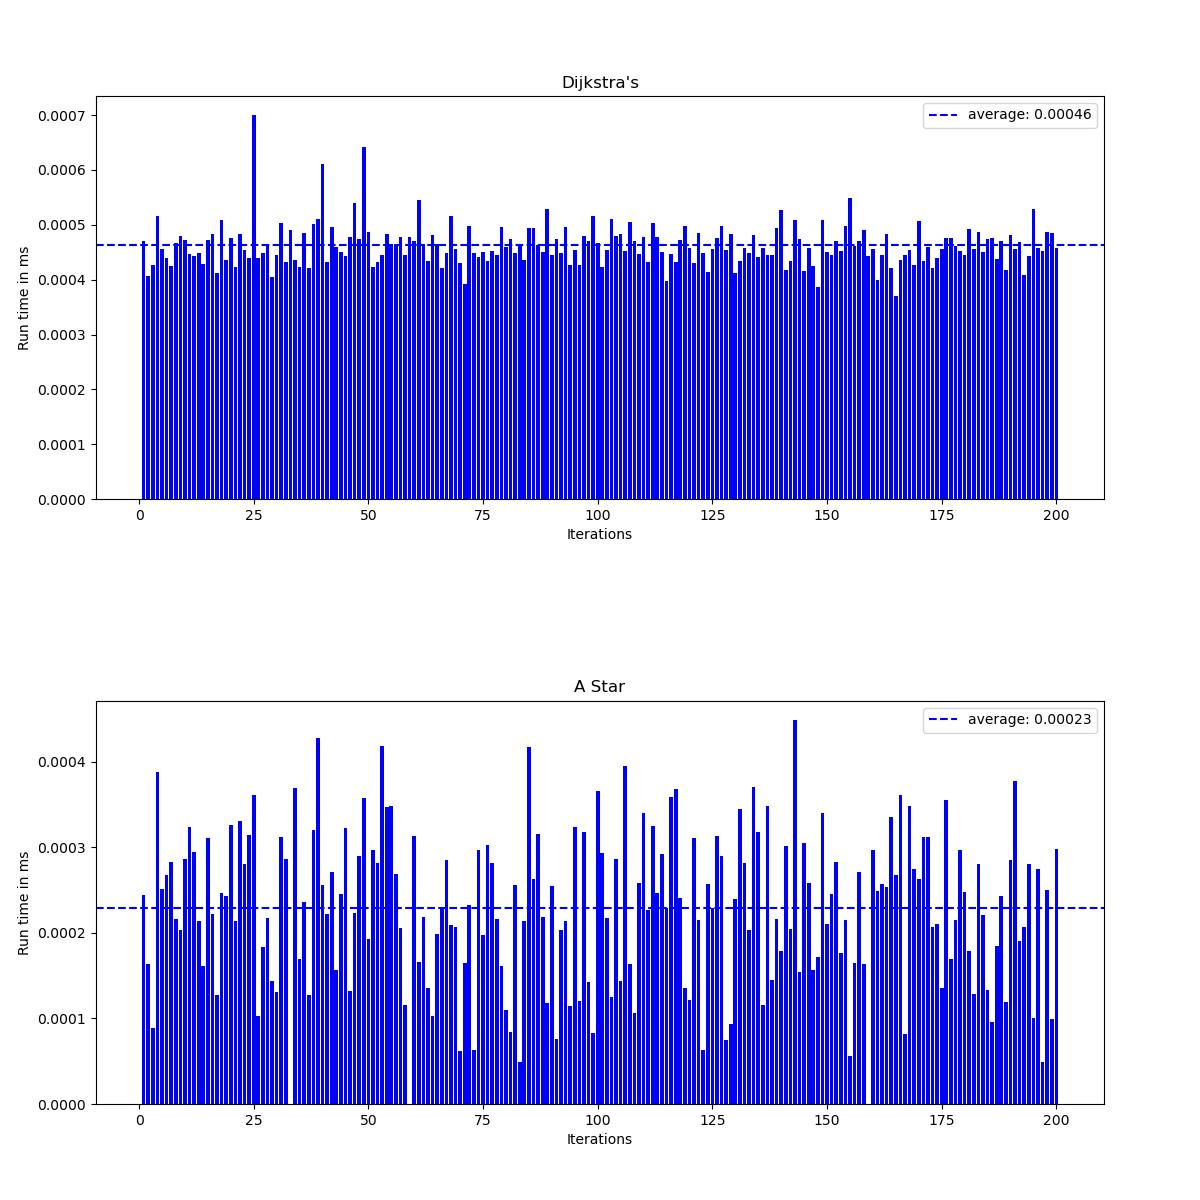 Dijkstra's
average: 0.00046
0.0007
0.0006
0.0005
0.0004
0.0003
0.0002
0.0001
0.0000
Run time in ms
0 25 50 75 100 125 150 175 200
Iterations
A Star
average: 0.00023
0.0004
0.0003
0.0002
0.0001
0.0000
Run time in ms
0 25 50 75 100 125 150 175 200
Iterations